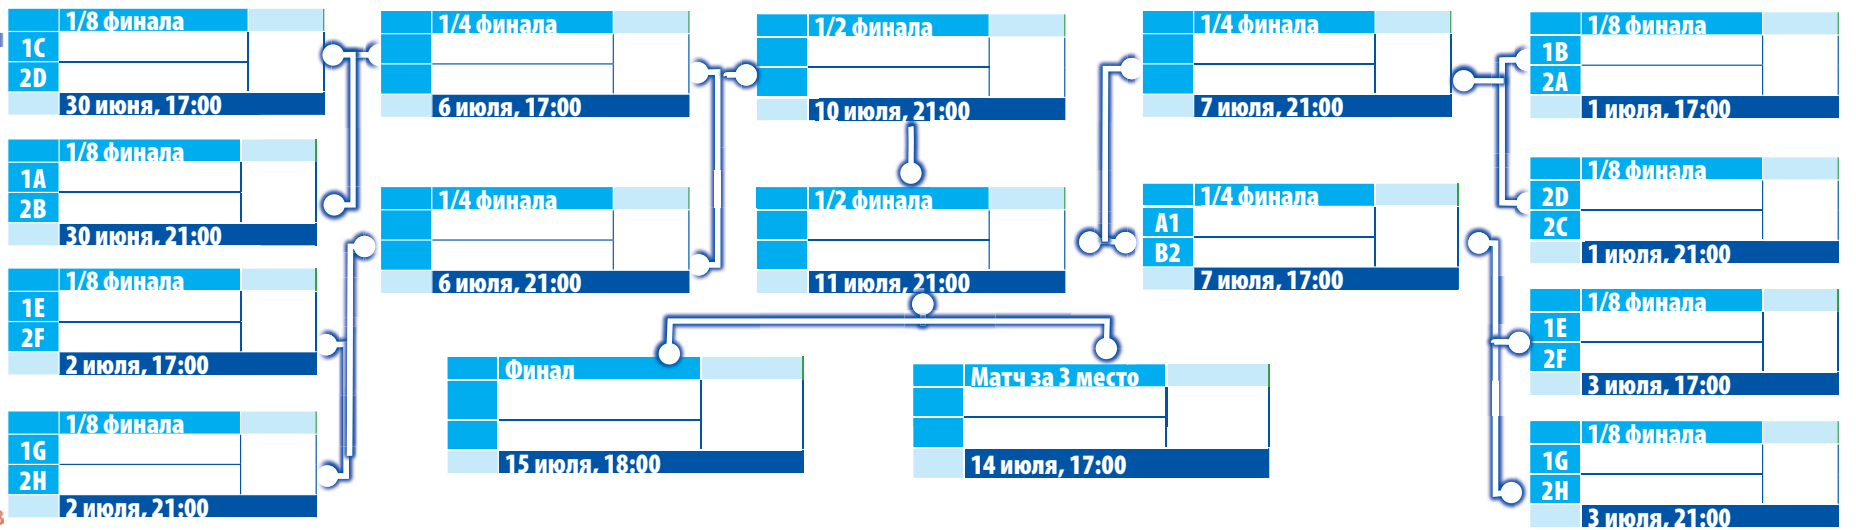 1/8 финала
1C
2D
30 июня, 17:00
1/8 финала
1A
2B
30 июня, 21:00
1/8 финала
1E
2F
2 июля, 17:00
1/8 финала
1G
2H
2 июля, 21:00
1/4 финала
6 июля, 17:00
1/4 финала
6 июля, 21:00
1/2 финала
10 июля, 21:00
1/2 финала
11 июля, 21:00
Финал
15 июля, 18:00
Матч за 3 место
14 июля, 17:00
1/4 финала
7 июля, 21:00
1/4 финала
A1
B2
7 июля, 17:00
1/8 финала
1B
2A
1 июля, 17:00
1/8 финала
2D
2C
1 июля, 21:00
1/8 финала
1E
2F
3 июля, 17:00
1/8 финала
1G
2H
3 июля, 21:00